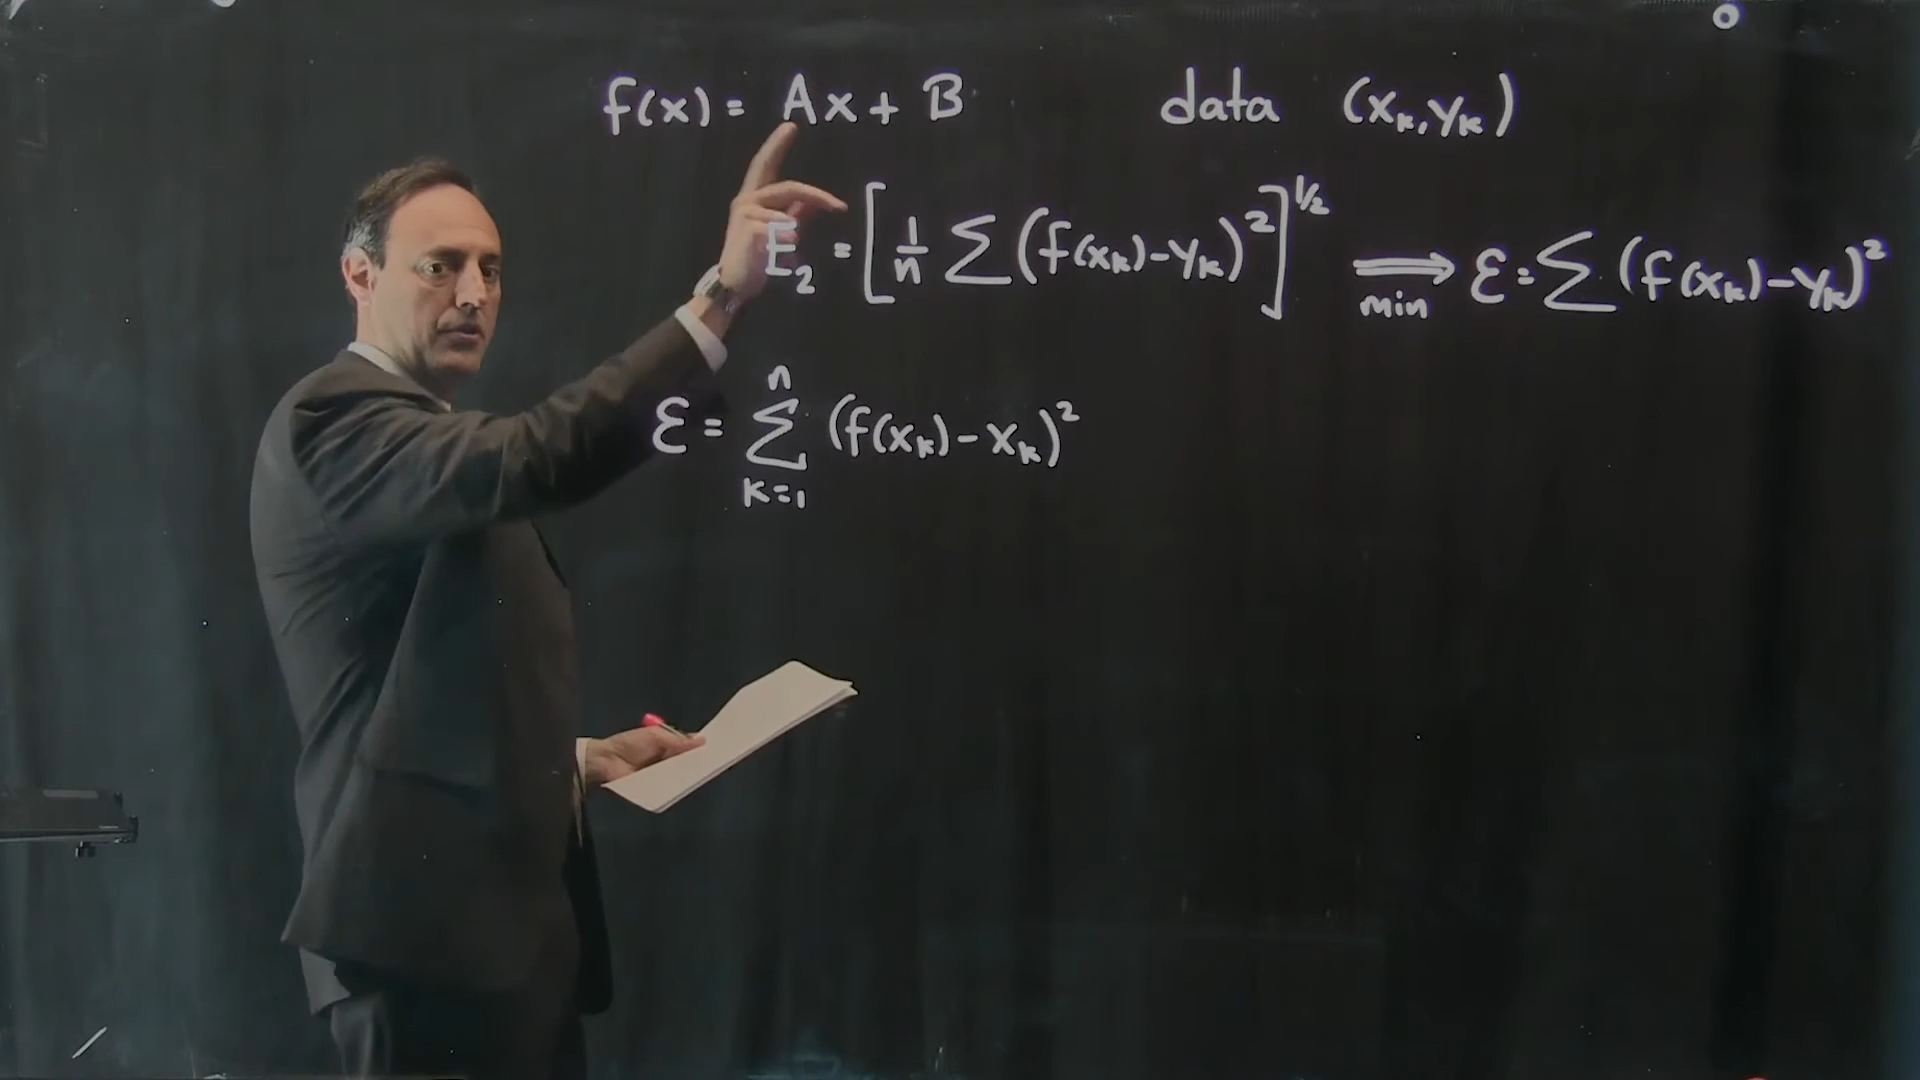 f(x) = Ax + B data (xₖ, yₖ)
E₂ = [1/n Σ (f(xₖ) - yₖ)²]^1/2 ⟹ min ℰ = Σ (f(xₖ) - yₖ)²
ℰ = Σ n k=1 (f(xₖ) - xₖ)²